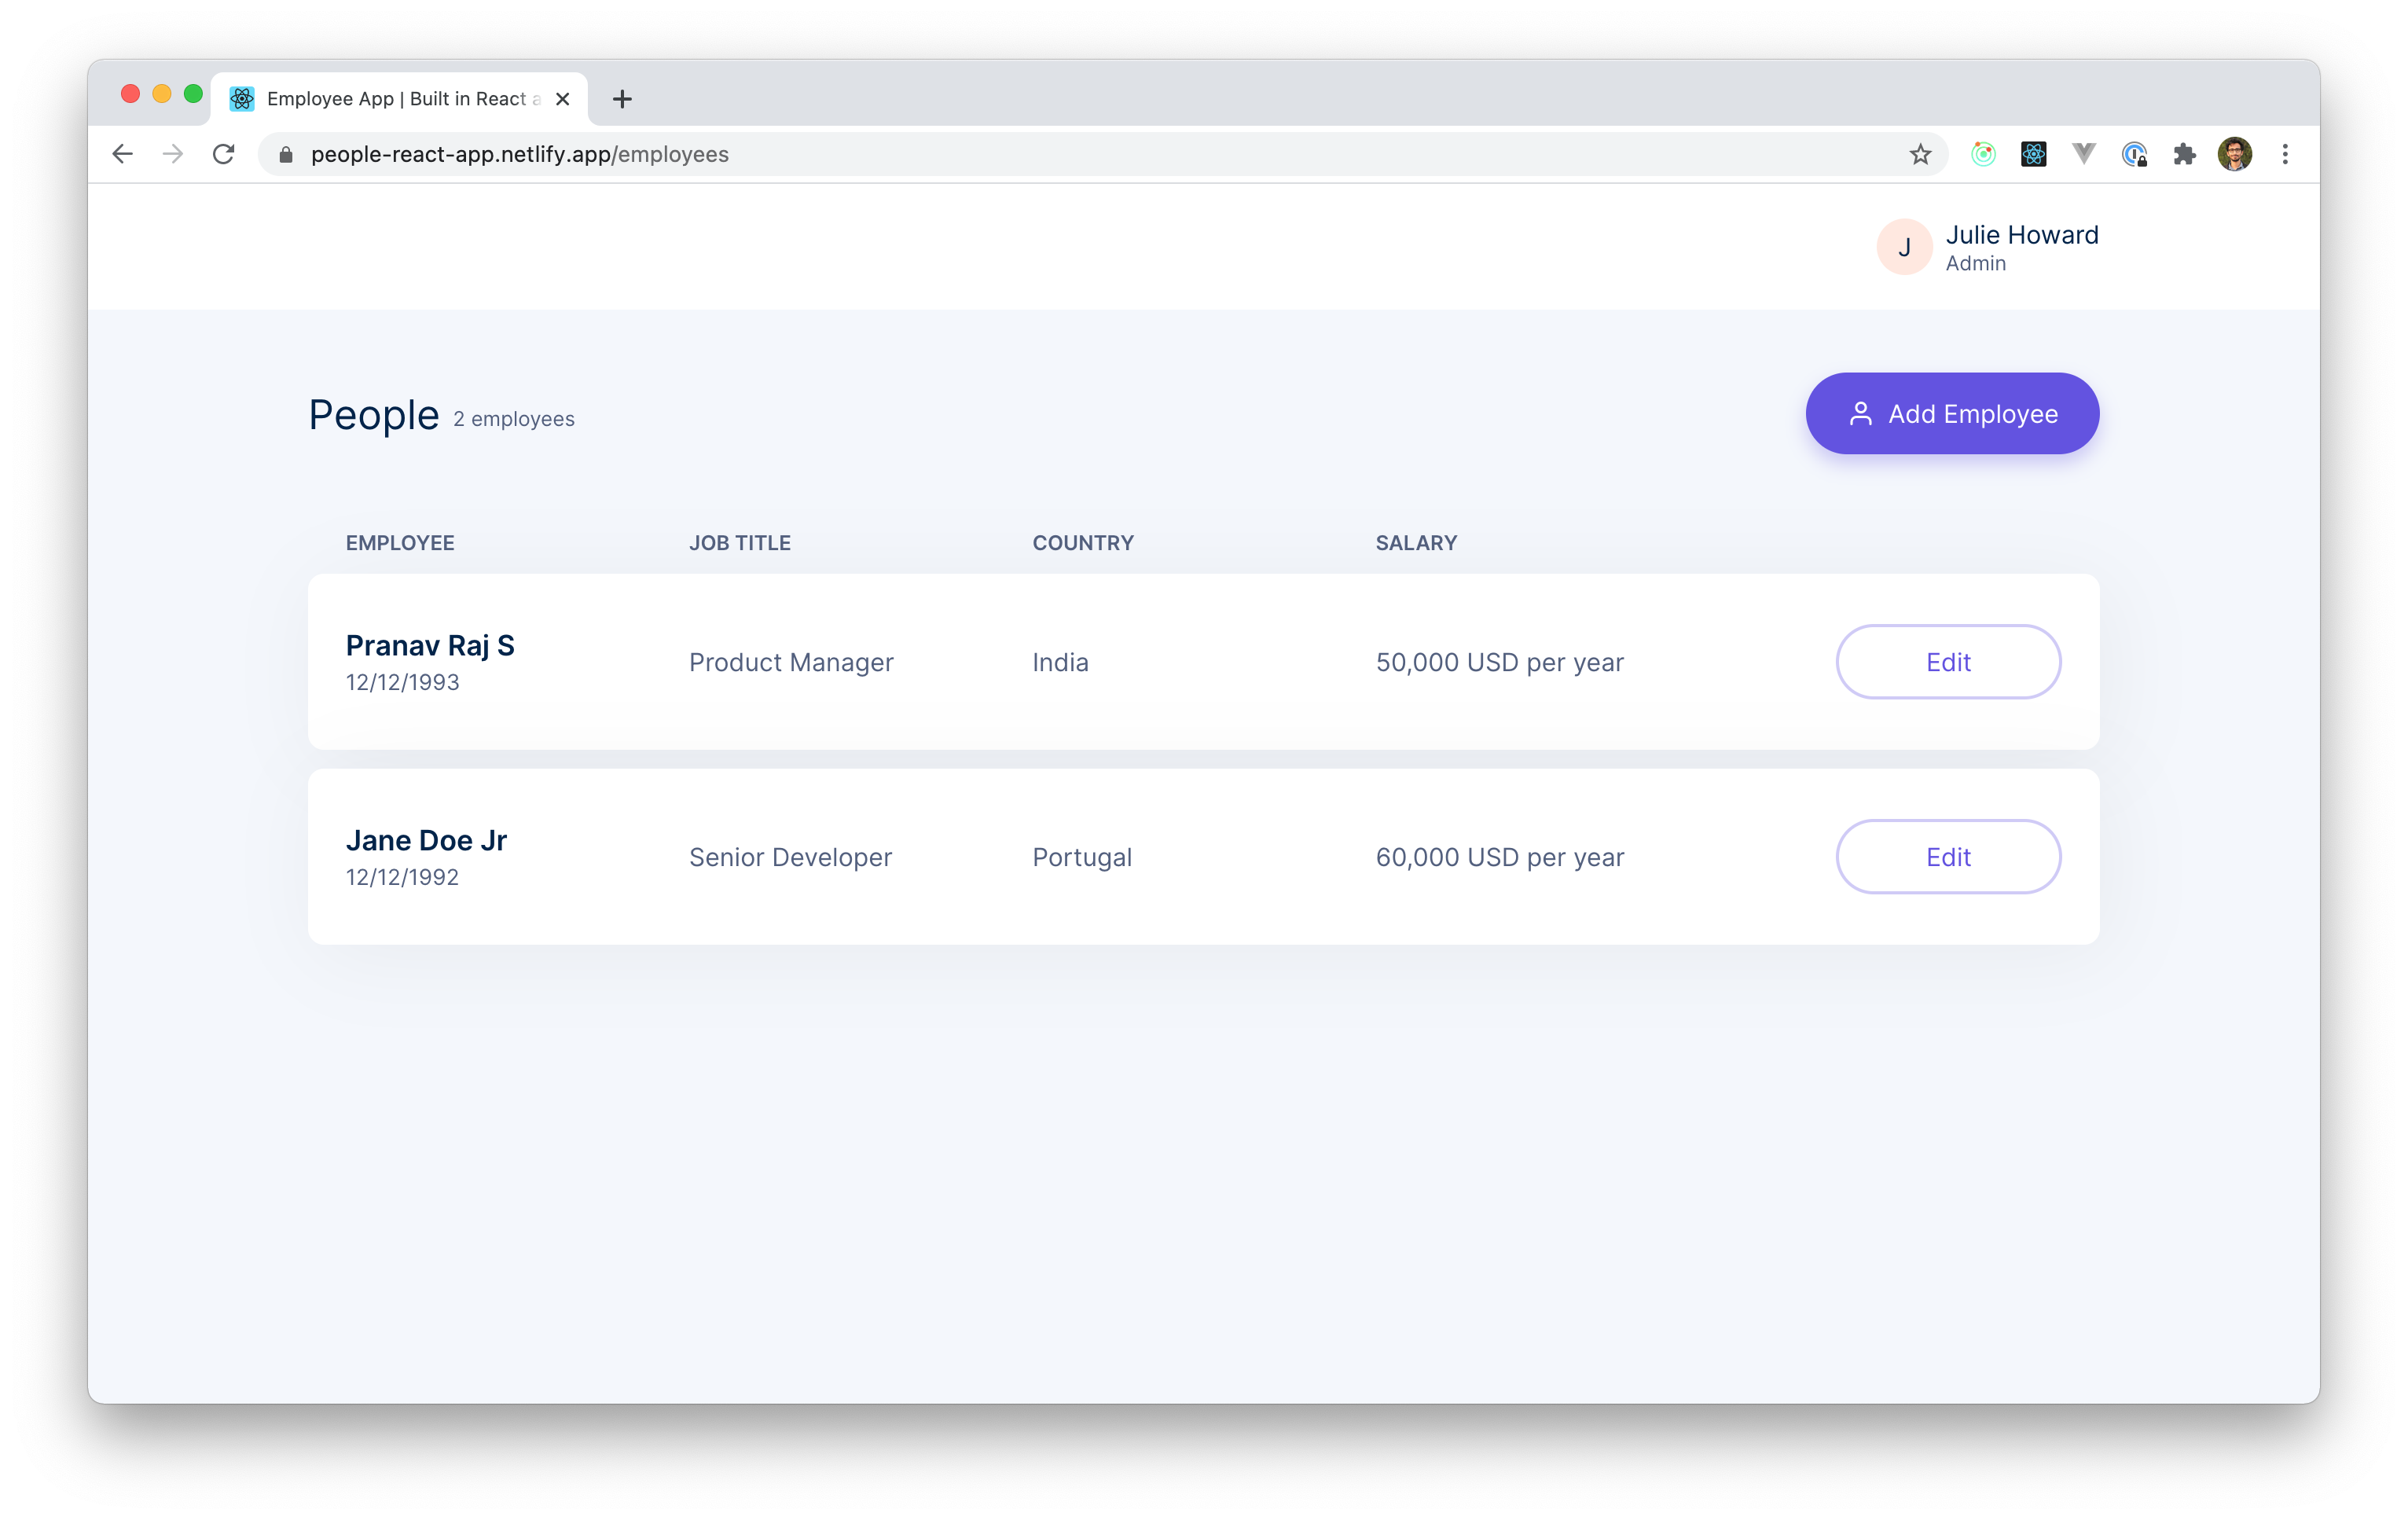 Employee App | Built in React a
people-react-app.netlify.app/employees
J
Julie Howard
Admin
People 2 employees
Add Employee
EMPLOYEE JOB TITLE COUNTRY SALARY
Pranav Raj S
12/12/1993
Product Manager India 50,000 USD per year Edit
Jane Doe Jr
12/12/1992
Senior Developer Portugal 60,000 USD per year Edit